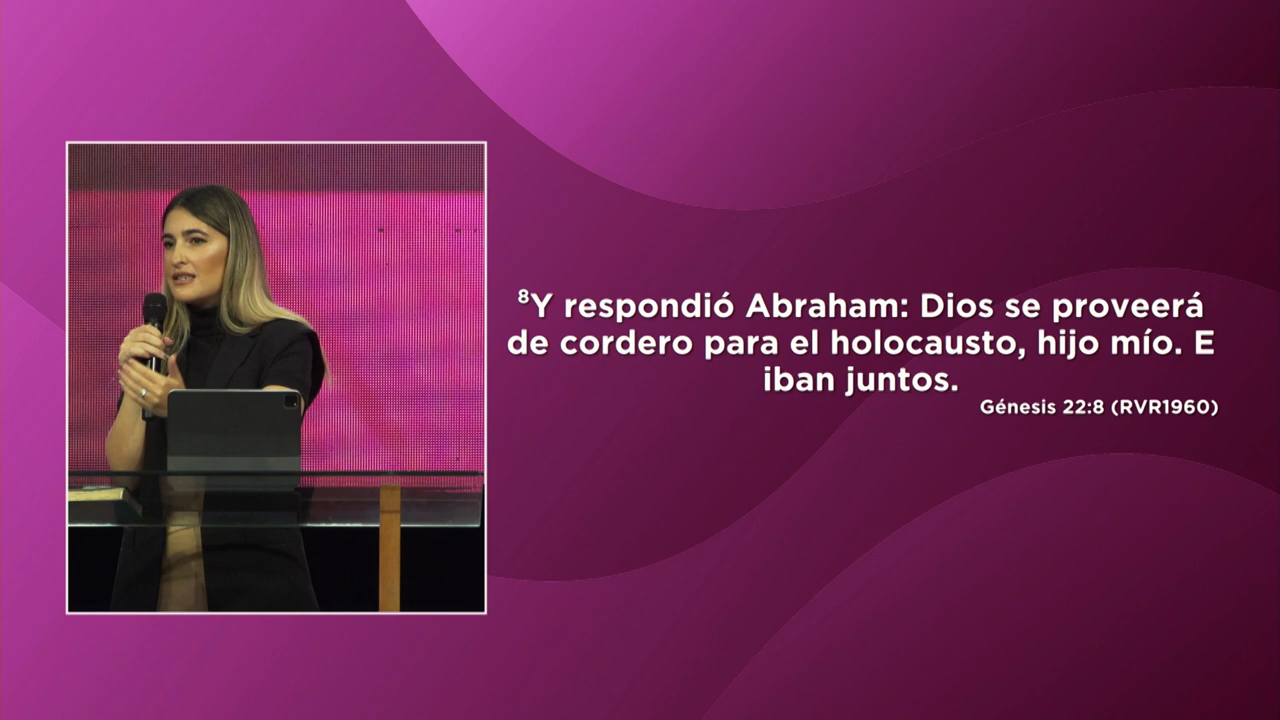 ⁸Y respondió Abraham: Dios se proveerá
de cordero para el holocausto, hijo mío. E
iban juntos.
Génesis 22:8 (RVR1960)